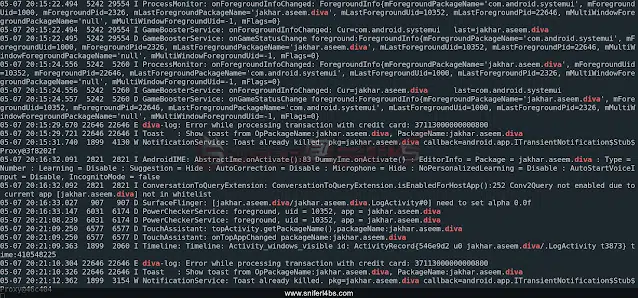 05-07 20:15:22.494  5242 29554 I ProcessMonitor: onForegroundInfoChanged: ForegroundInfo{mForegroundPackageName='com.android.systemui', mForegroundUid=1000, mForegroundPid=2326, mLastForegroundPackageName='jakhar.aseem.diva', mLastForegroundUid=10352, mLastForegroundPid=22646, mMultiWindowForegroundPackageName='null', mMultiWindowForegroundUid=-1, mFlags=0}
05-07 20:15:22.494  5242  5260 I GameBoosterService: onForegroundInfoChanged: Cur=com.android.systemui   last=jakhar.aseem.diva
05-07 20:15:22.495  5242 29554 D GameBoosterService: onGameStatusChange foreground:ForegroundInfo{mForegroundPackageName='com.android.systemui', mForegroundUid=1000, mForegroundPid=2326, mLastForegroundPackageName='jakhar.aseem.diva', mLastForegroundUid=10352, mLastForegroundPid=22646, mMultiWindowForegroundPackageName='null', mMultiWindowForegroundUid=-1, mFlags=0}
05-07 20:15:24.555  5242  5260 I ProcessMonitor: onForegroundInfoChanged: ForegroundInfo{mForegroundPackageName='jakhar.aseem.diva', mForegroundUid=10352, mForegroundPid=22646, mLastForegroundPackageName='com.android.systemui', mLastForegroundUid=1000, mLastForegroundPid=2326, mMultiWindowForegroundPackageName='null', mMultiWindowForegroundUid=-1, mFlags=0}
05-07 20:15:24.556  5242  5260 I GameBoosterService: onForegroundInfoChanged: Cur=jakhar.aseem.diva      last=com.android.systemui
05-07 20:15:24.557  5242  5260 D GameBoosterService: onGameStatusChange foreground:ForegroundInfo{mForegroundPackageName='jakhar.aseem.diva', mForegroundUid=10352, mForegroundPid=22646, mLastForegroundPackageName='com.android.systemui', mLastForegroundUid=1000, mLastForegroundPid=2326, mMultiWindowForegroundPackageName='null', mMultiWindowForegroundUid=-1, mFlags=0}
05-07 20:15:29.670 22646 22646 E diva-log: Error while processing transaction with credit card: 37113000000000800
05-07 20:15:29.721 22646 22646 I Toast   : Show toast from OpPackageName:jakhar.aseem.diva, PackageName:jakhar.aseem.diva
05-07 20:15:31.740  1899  4130 W NotificationService: Toast already killed. pkg=jakhar.aseem.diva callback=android.app.ITransientNotification$Stub$Proxy@3f82027
05-07 20:16:32.091  2821  2821 I AndroidIME: AbstractIme.onActivate():83 DummyIme.onActivate() : EditorInfo = Package = jakhar.aseem.diva : Type = Number : Learning = Disable : Suggestion = Hide : AutoCorrection = Disable : Microphone = Hide : NoPersonalizedLearning = Disable : AutoStartVoiceInput = Disable, IncognitoMode = false
05-07 20:16:32.092  2821  2821 I ConversationToQueryExtension: ConversationToQueryExtension.isEnabledForHostApp():252 Conv2Query not enabled due to current app [jakhar.aseem.diva] not in whitelist
05-07 20:16:33.027   907   907 D SurfaceFlinger: [jakhar.aseem.diva/jakhar.aseem.diva.LogActivity#0] need to set alpha 0.0f
05-07 20:16:33.147  6031  6174 D PowerCheckerService: foreground, uid = 10352, app = jakhar.aseem.diva
05-07 20:21:08.239  6031  6174 D PowerCheckerService: foreground, uid = 10352, app = jakhar.aseem.diva
05-07 20:21:09.250  6577  6577 D TouchAssistant: topActivity.getPackageName().packagename:jakhar.aseem.diva
05-07 20:21:09.250  6577  6577 D TouchAssistant: onTopAppChanged packageName:jakhar.aseem.diva
05-07 20:21:09.363  1899  2060 I Timeline: Timeline: Activity_windows_visible id: ActivityRecord{546e9d2 u0 jakhar.aseem.diva/.LogActivity t3873} time:410548225
05-07 20:21:10.304 22646 22646 E diva-log: Error while processing transaction with credit card: 37113000000000800
05-07 20:21:10.326 22646 22646 I Toast   : Show toast from OpPackageName:jakhar.aseem.diva, PackageName:jakhar.aseem.diva
05-07 20:21:12.362  1899  3154 W NotificationService: Toast already killed. pkg=jakhar.aseem.diva callback=android.app.ITransientNotification$Stub$
www.sniferl4bs.com